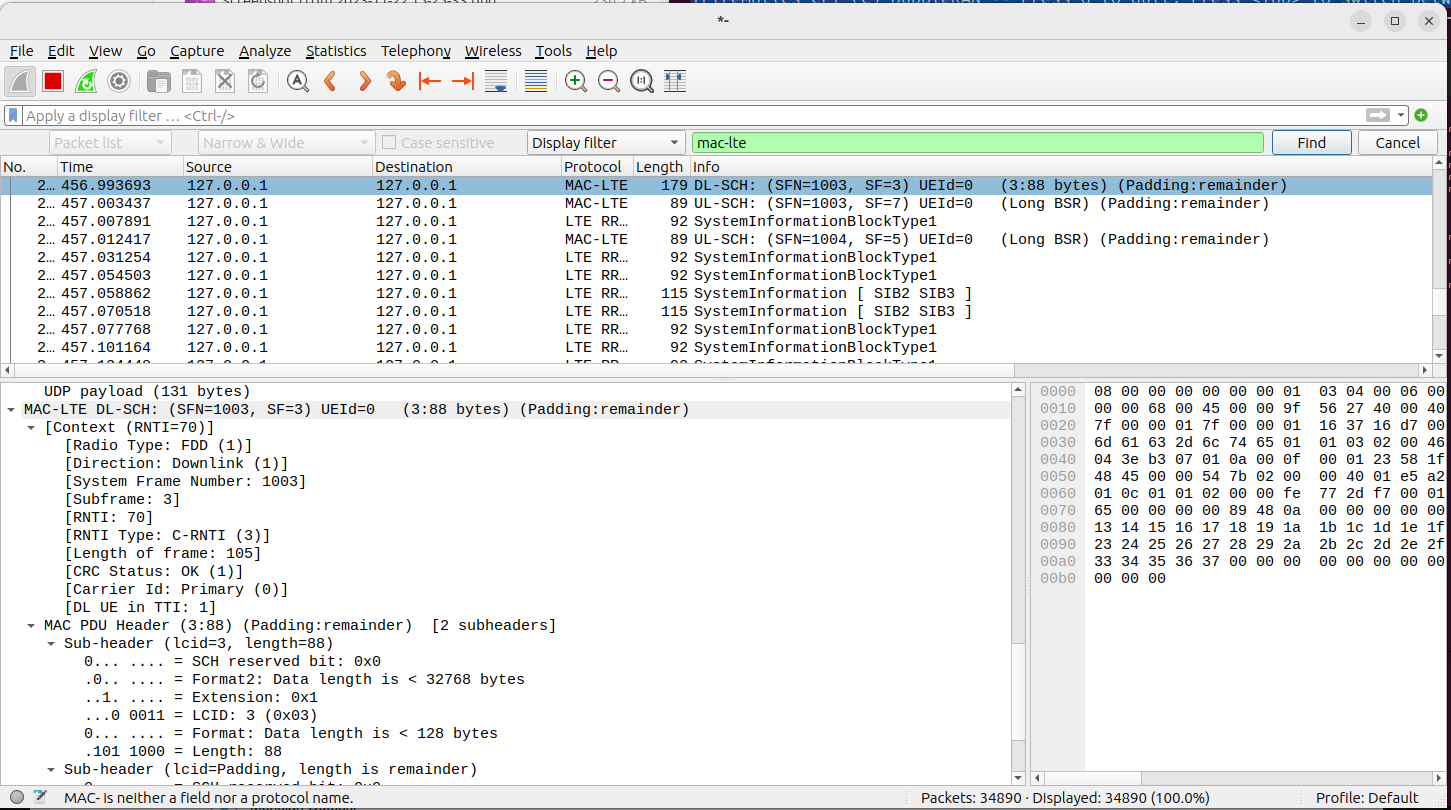 *-
File Edit View Go Capture Analyze Statistics Telephony Wireless Tools Help
Apply a display filter … <Ctrl-/>
Packet list Narrow & Wide Case sensitive Display filter mac-lte Find Cancel
No. Time Source Destination Protocol Length Info
2… 456.993693 127.0.0.1 127.0.0.1 MAC-LTE 179 DL-SCH: (SFN=1003, SF=3) UEId=0 (3:88 bytes) (Padding:remainder)
2… 457.003437 127.0.0.1 127.0.0.1 MAC-LTE 89 UL-SCH: (SFN=1003, SF=7) UEId=0 (Long BSR) (Padding:remainder)
2… 457.007891 127.0.0.1 127.0.0.1 LTE RR… 92 SystemInformationBlockType1
2… 457.012417 127.0.0.1 127.0.0.1 MAC-LTE 89 UL-SCH: (SFN=1004, SF=5) UEId=0 (Long BSR) (Padding:remainder)
2… 457.031254 127.0.0.1 127.0.0.1 LTE RR… 92 SystemInformationBlockType1
2… 457.054503 127.0.0.1 127.0.0.1 LTE RR… 92 SystemInformationBlockType1
2… 457.058862 127.0.0.1 127.0.0.1 LTE RR… 115 SystemInformation [ SIB2 SIB3 ]
2… 457.070518 127.0.0.1 127.0.0.1 LTE RR… 115 SystemInformation [ SIB2 SIB3 ]
2… 457.077768 127.0.0.1 127.0.0.1 LTE RR… 92 SystemInformationBlockType1
2… 457.101164 127.0.0.1 127.0.0.1 LTE RR… 92 SystemInformationBlockType1
UDP payload (131 bytes)
MAC-LTE DL-SCH: (SFN=1003, SF=3) UEId=0 (3:88 bytes) (Padding:remainder)
[Context (RNTI=70)]
[Radio Type: FDD (1)]
[Direction: Downlink (1)]
[System Frame Number: 1003]
[Subframe: 3]
[RNTI: 70]
[RNTI Type: C-RNTI (3)]
[Length of frame: 105]
[CRC Status: OK (1)]
[Carrier Id: Primary (0)]
[DL UE in TTI: 1]
MAC PDU Header (3:88) (Padding:remainder) [2 subheaders]
Sub-header (lcid=3, length=88)
0... .... = SCH reserved bit: 0x0
.0.. .... = Format2: Data length is < 32768 bytes
..1. .... = Extension: 0x1
...0 0011 = LCID: 3 (0x03)
0... .... = Format: Data length is < 128 bytes
.101 1000 = Length: 88
Sub-header (lcid=Padding, length is remainder)
0000 08 00 00 00 00 00 00 01 03 04 00 06 00
0010 00 00 68 00 45 00 00 9f 56 27 40 00 40
0020 7f 00 00 01 7f 00 00 01 16 37 16 d7 00
0030 6d 61 63 2d 6c 74 65 01 01 03 02 00 46
0040 04 3e b3 07 01 0a 00 0f 00 01 23 58 1f
0050 48 45 00 00 54 7b 02 00 00 40 01 e5 a2
0060 01 0c 01 01 02 00 00 fe 77 2d f7 00 01
0070 65 00 00 00 00 89 48 0a 00 00 00 00 00
0080 13 14 15 16 17 18 19 1a 1b 1c 1d 1e 1f
0090 23 24 25 26 27 28 29 2a 2b 2c 2d 2e 2f
00a0 33 34 35 36 37 00 00 00 00 00 00 00 00
00b0 00 00 00
MAC- is neither a field nor a protocol name. Packets: 34890 · Displayed: 34890 (100.0%) Profile: Default